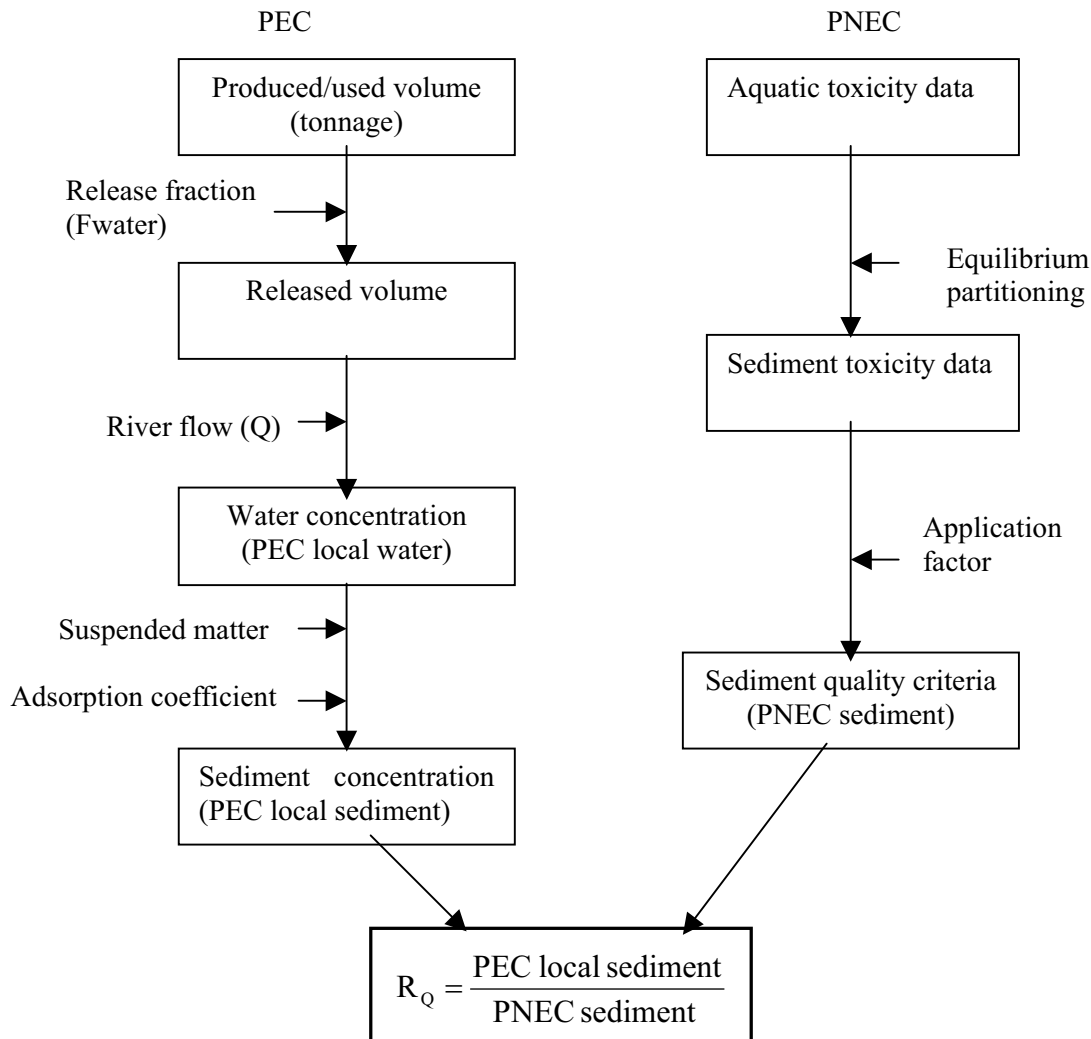 PEC
Produced/used volume
(tonnage)
Release fraction
(Fwater)
Released volume
River flow (Q)
Water concentration
(PEC local water)
Suspended matter
Adsorption coefficient
Sediment concentration
(PEC local sediment)
PNEC
Aquatic toxicity data
Equilibrium
partitioning
Sediment toxicity data
Application
factor
Sediment quality criteria
(PNEC sediment)
R_Q = PEC local sediment / PNEC sediment